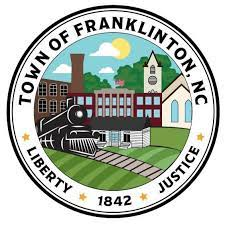 TOWN OF FRANKLINTON, NC
LIBERTY
1842
JUSTICE